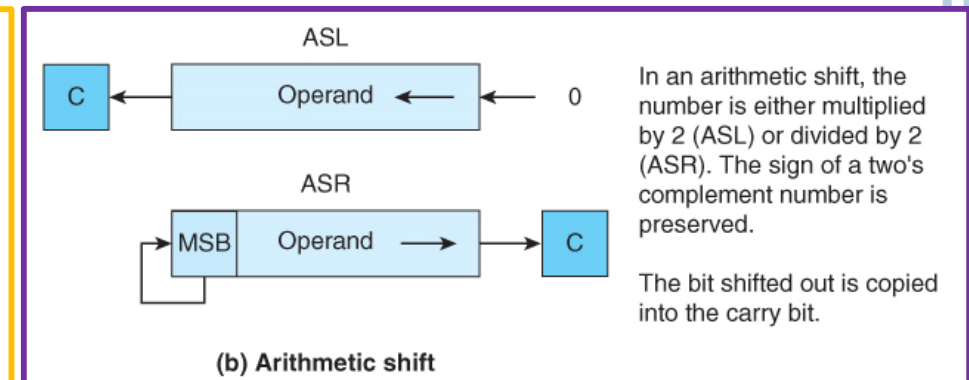 ASL
C Operand 0
ASR
MSB Operand C
(b) Arithmetic shift
In an arithmetic shift, the
number is either multiplied
by 2 (ASL) or divided by 2
(ASR). The sign of a two's
complement number is
preserved.
The bit shifted out is copied
into the carry bit.